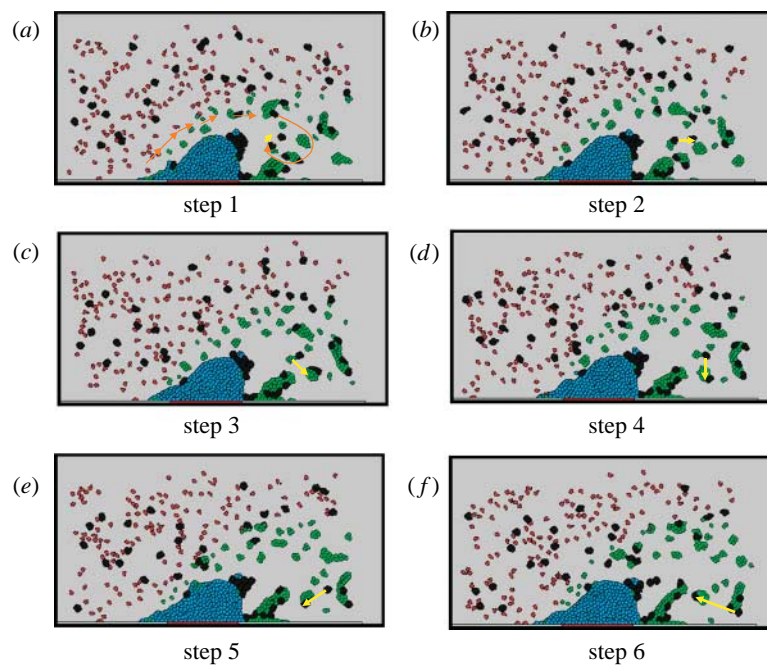 (a)
(b)
step 1
step 2
(c)
(d)
step 3
step 4
(e)
(f)
step 5
step 6